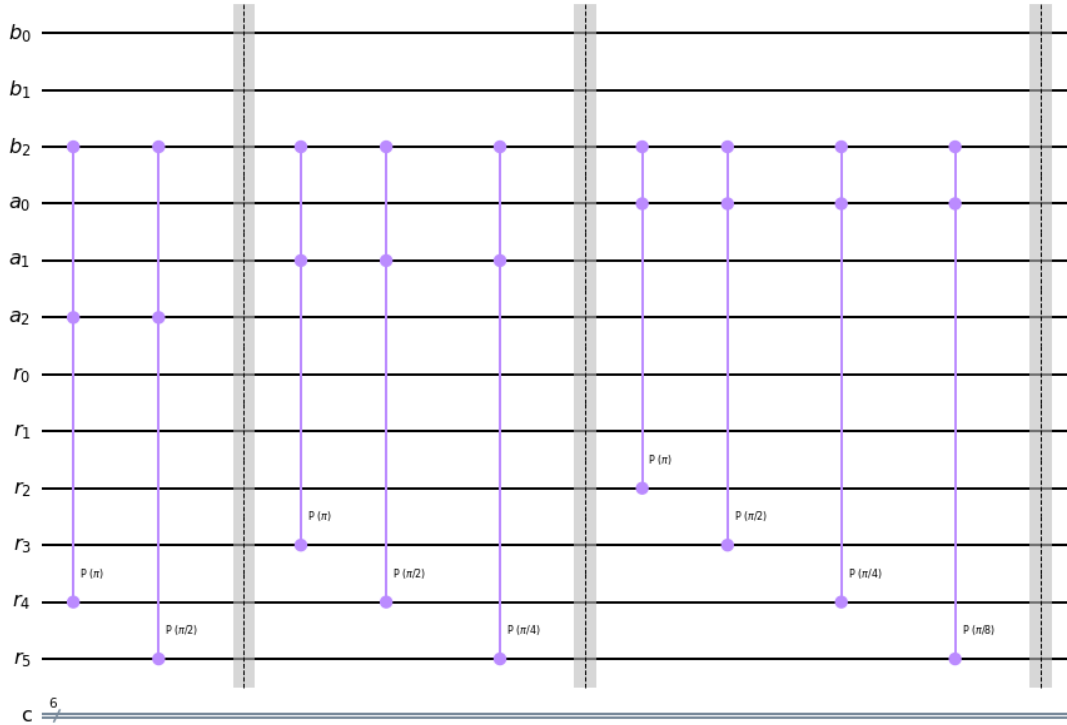 b₀
b₁
b₂
a₀
a₁
a₂
r₀
r₁
P (π)
r₂
P (π) P (π/2)
r₃
P (π) P (π/2) P (π/4)
r₄
P (π/2) P (π/4) P (π/8)
r₅
6
c